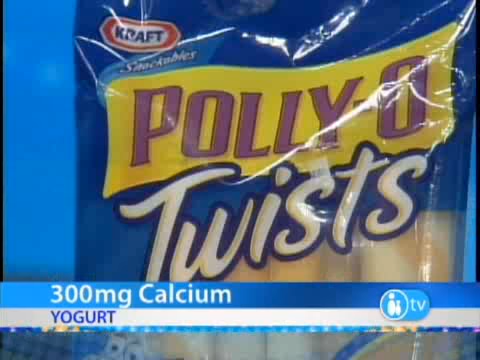 KRAFT
Snackables
POLLY-O
Twists
300mg Calcium
YOGURT
tv